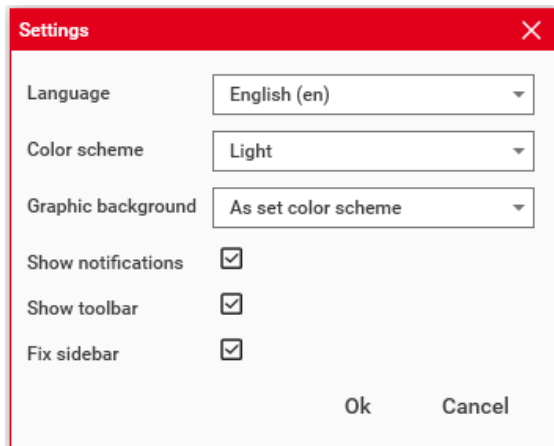 Settings
Language English (en)
Color scheme Light
Graphic background As set color scheme
Show notifications
Show toolbar
Fix sidebar
Ok Cancel